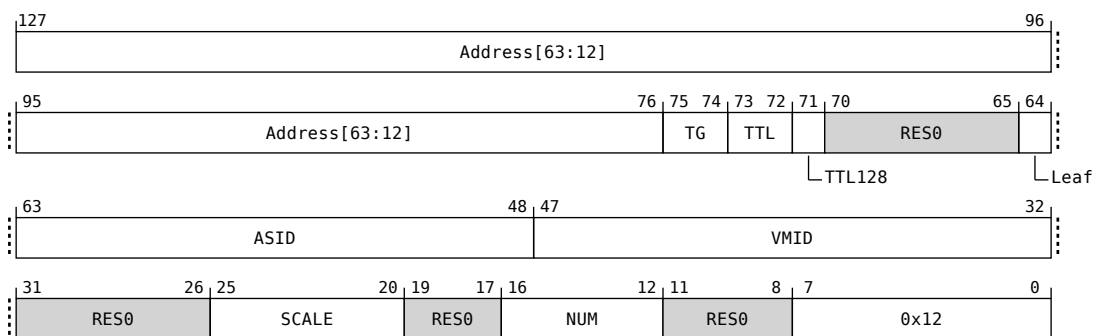 127 96
Address[63:12]
95 76 75 74 73 72 71 70 65 64
Address[63:12] TG TTL RES0
TTL128 Leaf
63 48 47 32
ASID VMID
31 26 25 20 19 17 16 12 11 8 7 0
RES0 SCALE RES0 NUM RES0 0x12